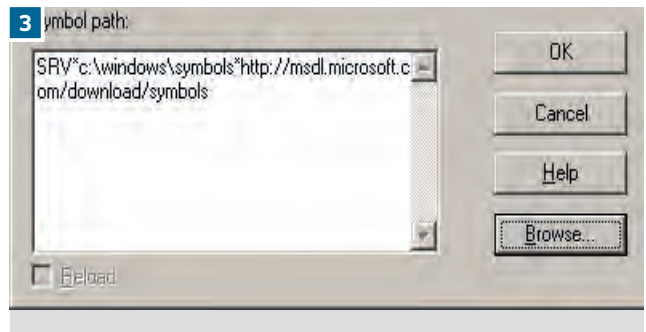 3 ymbol path:
SRV*c:\windows\symbols*http://msdl.microsoft.c
om/download/symbols
OK
Cancel
Help
Browse...
Reload